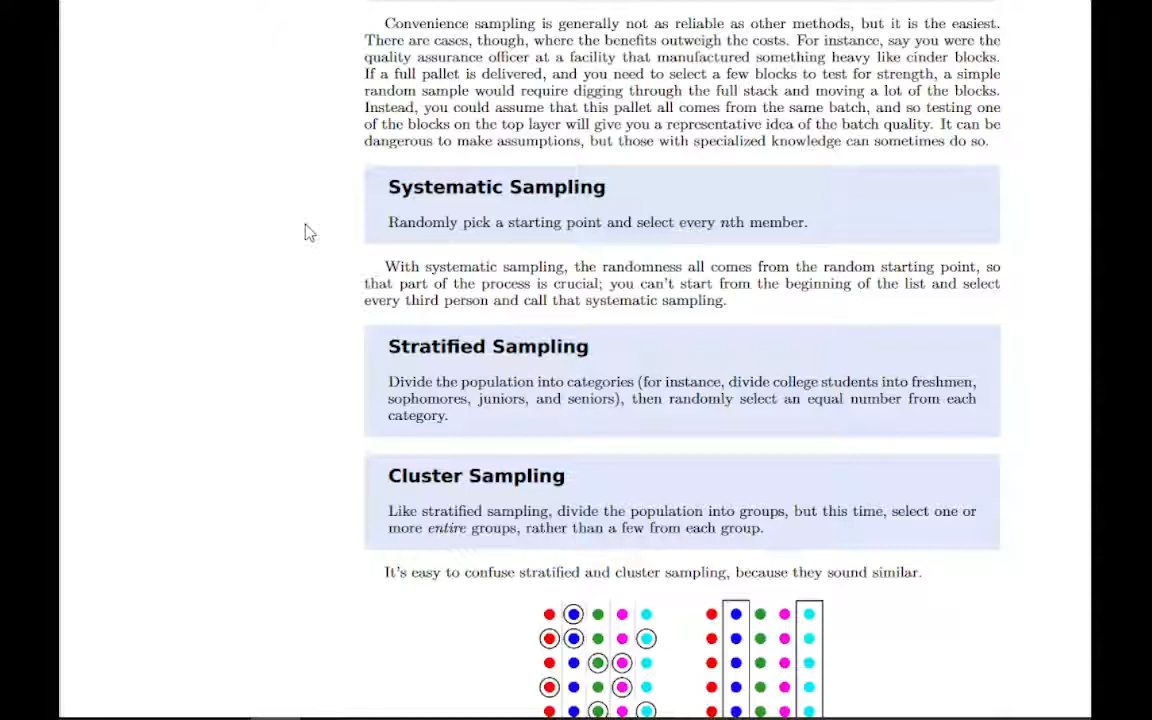 Convenience sampling is generally not as reliable as other methods, but it is the easiest.
There are cases, though, where the benefits outweigh the costs. For instance, say you were the
quality assurance officer at a facility that manufactured something heavy like cinder blocks.
If a full pallet is delivered, and you need to select a few blocks to test for strength, a simple
random sample would require digging through the full stack and moving a lot of the blocks.
Instead, you could assume that this pallet all comes from the same batch, and so testing one
of the blocks on the top layer will give you a representative idea of the batch quality. It can be
dangerous to make assumptions, but those with specialized knowledge can sometimes do so.
Systematic Sampling
Randomly pick a starting point and select every nth member.
With systematic sampling, the randomness all comes from the random starting point, so
that part of the process is crucial; you can't start from the beginning of the list and select
every third person and call that systematic sampling.
Stratified Sampling
Divide the population into categories (for instance, divide college students into freshmen,
sophomores, juniors, and seniors), then randomly select an equal number from each
category.
Cluster Sampling
Like stratified sampling, divide the population into groups, but this time, select one or
more entire groups, rather than a few from each group.
It's easy to confuse stratified and cluster sampling, because they sound similar.